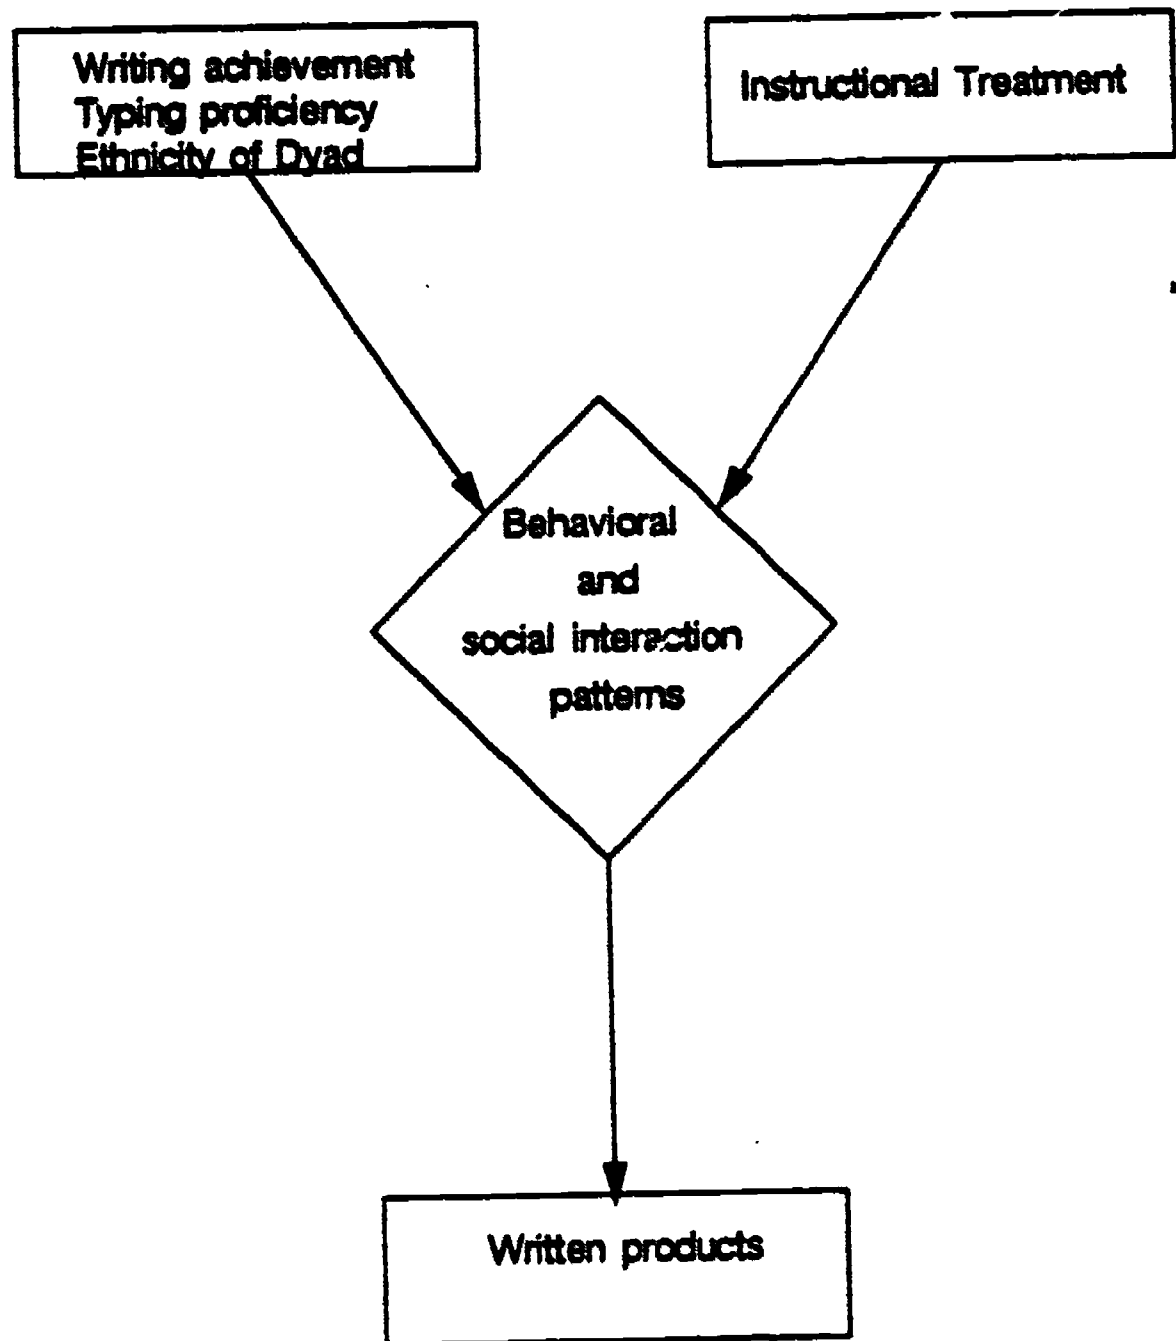 Writing achievement
Typing proficiency
Ethnicity of Dyad
Instructional Treatment
Behavioral
and
social interaction
patterns
Written products